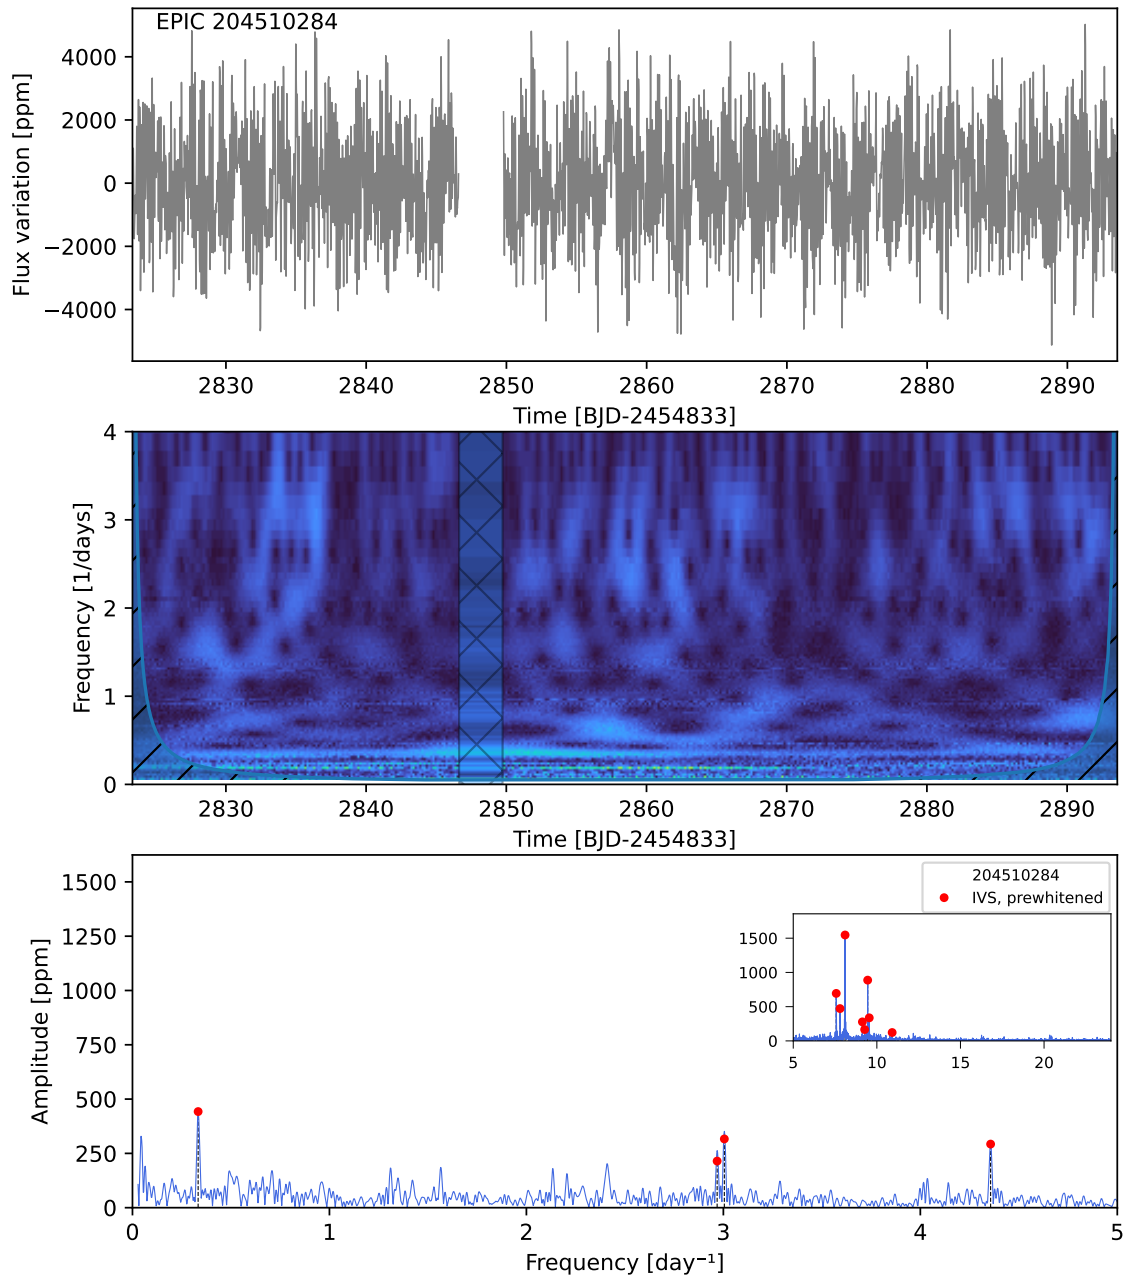 EPIC 204510284
Flux variation [ppm]
4000
2000
0
−2000
−4000
2830 2840 2850 2860 2870 2880 2890
Time [BJD-2454833]
Frequency [1/days]
4
3
2
1
0
2830 2840 2850 2860 2870 2880 2890
Time [BJD-2454833]
Amplitude [ppm]
1500
1250
1000
750
500
250
0
204510284
IVS, prewhitened
1500
1000
500
0
5 10 15 20
0 1 2 3 4 5
Frequency [day⁻¹]